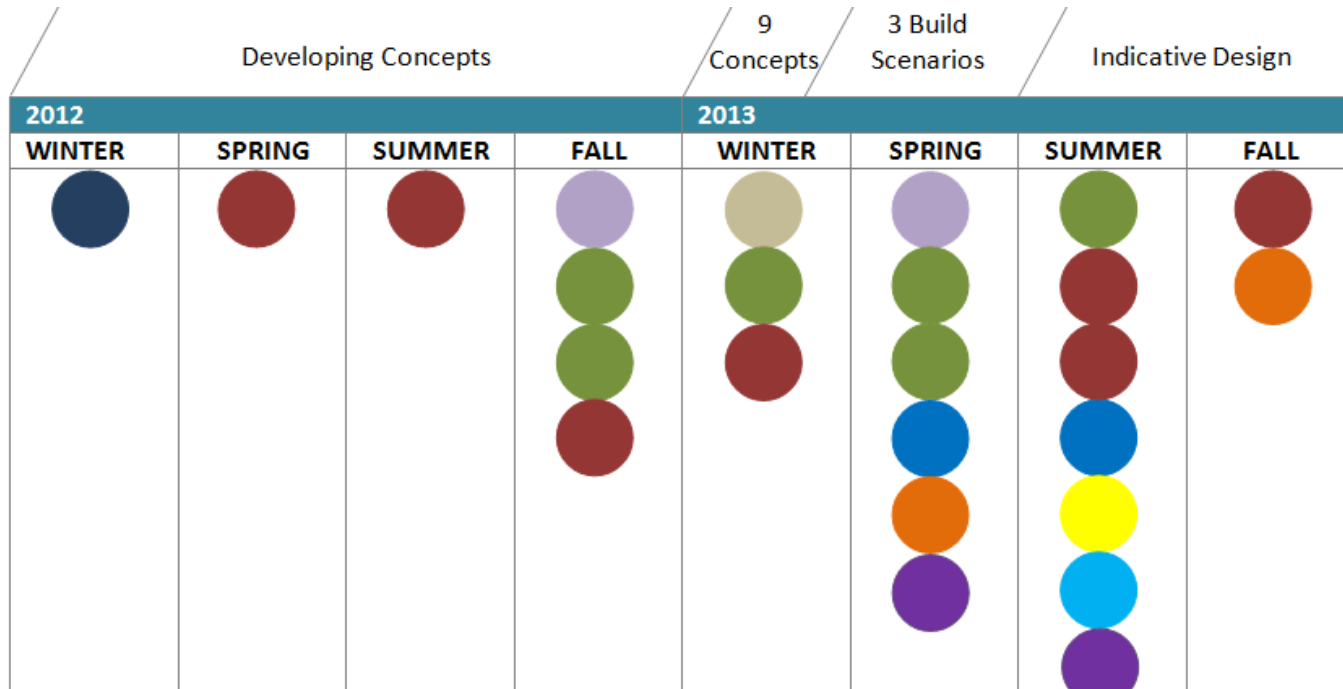 Developing Concepts
9
Concepts
3 Build
Scenarios
Indicative Design
2012
2013
WINTER
SPRING
SUMMER
FALL
WINTER
SPRING
SUMMER
FALL